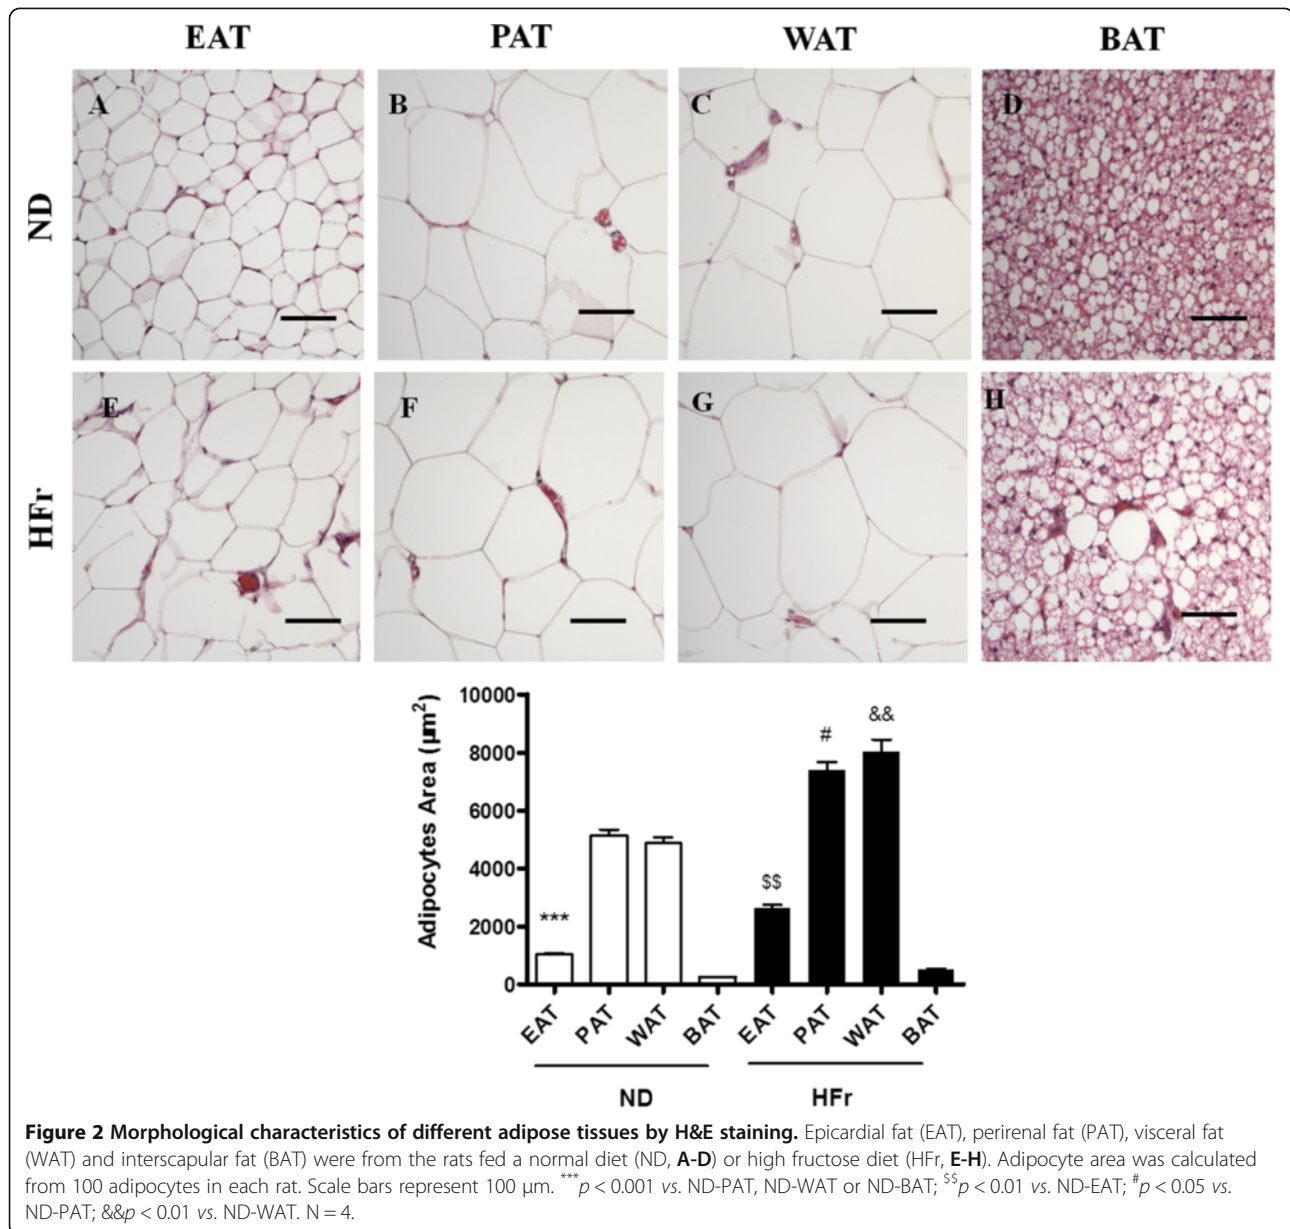 EAT PAT WAT BAT
ND
A B C D
HFr
E F G H
Adipocytes Area (µm²)
10000
8000
6000
4000
2000
0
*** $$ # &&
EAT PAT WAT BAT EAT PAT WAT BAT
ND HFr
Figure 2 Morphological characteristics of different adipose tissues by H&E staining. Epicardial fat (EAT), perirenal fat (PAT), visceral fat
(WAT) and interscapular fat (BAT) were from the rats fed a normal diet (ND, A-D) or high fructose diet (HFr, E-H). Adipocyte area was calculated
from 100 adipocytes in each rat. Scale bars represent 100 µm. ***p < 0.001 vs. ND-PAT, ND-WAT or ND-BAT; $$p < 0.01 vs. ND-EAT; #p < 0.05 vs.
ND-PAT; &&p < 0.01 vs. ND-WAT. N = 4.